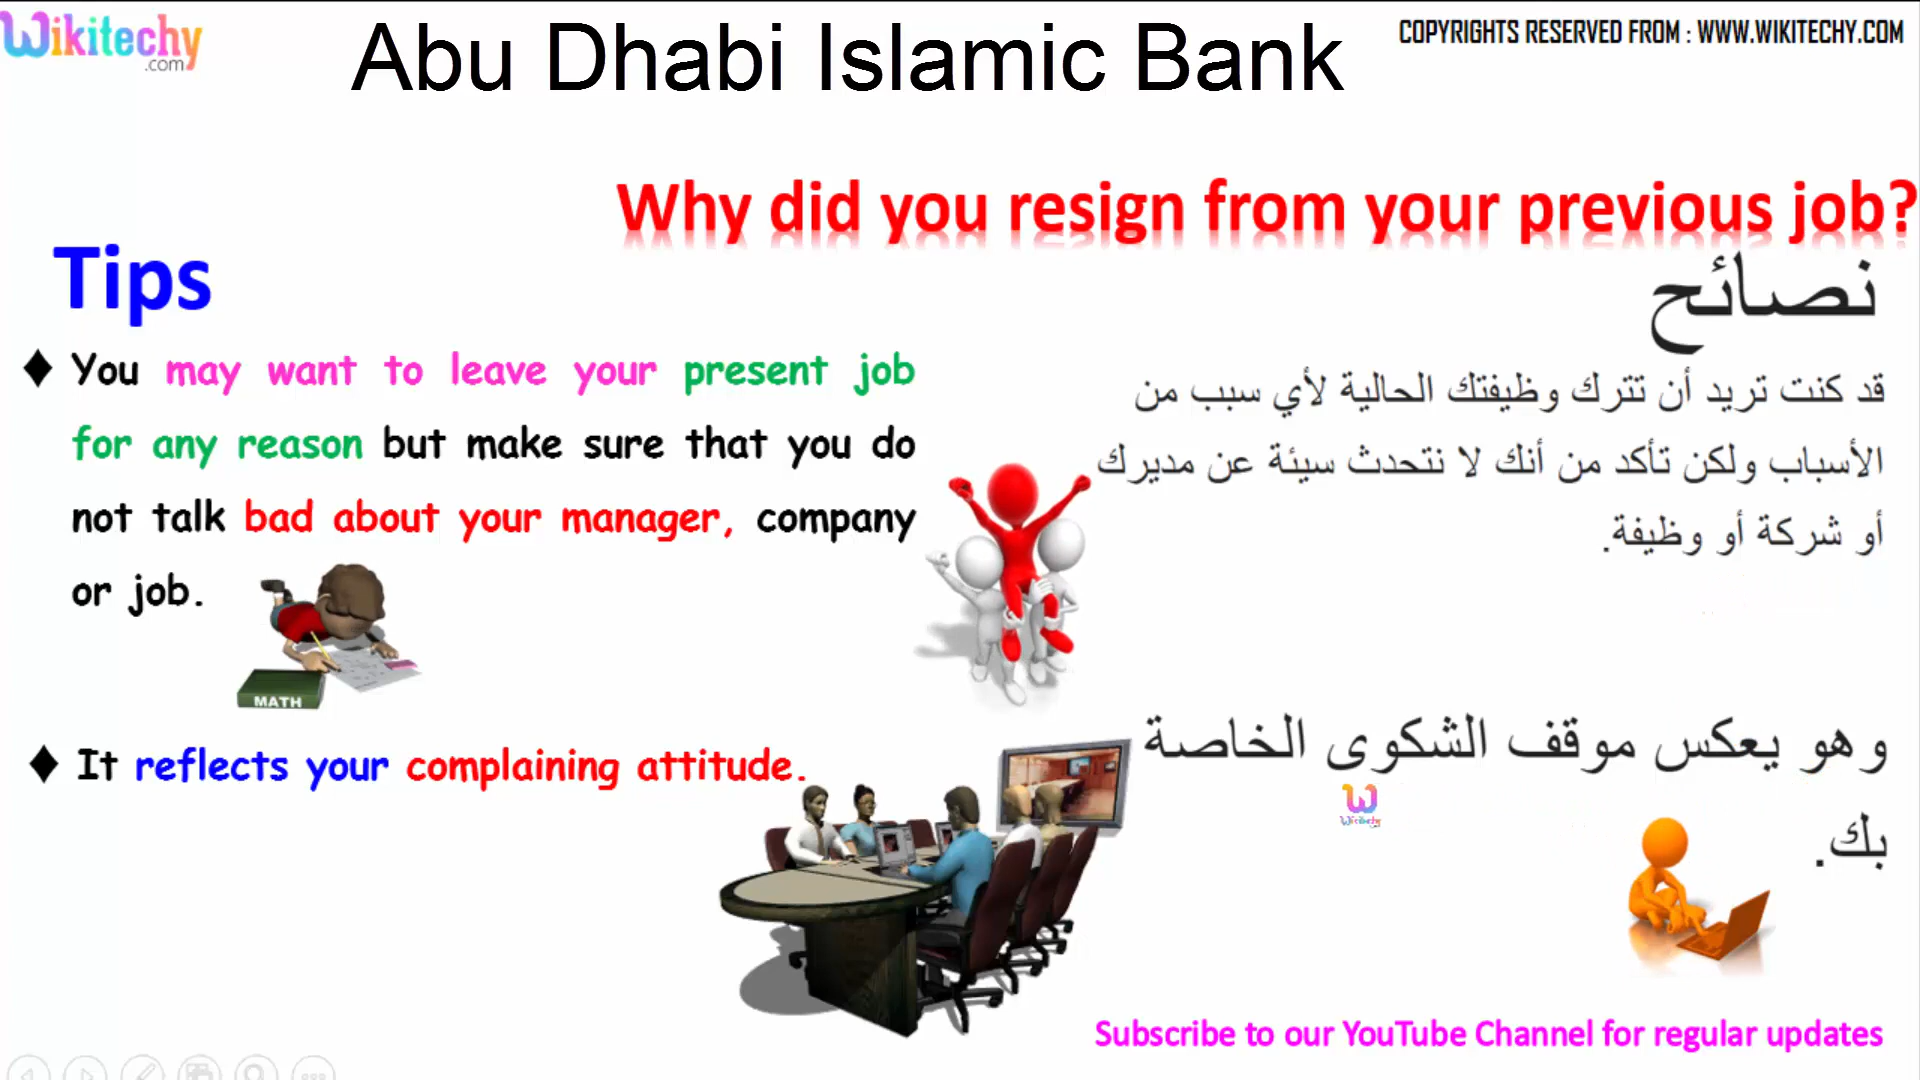 Wikitechy
.com
Abu Dhabi Islamic Bank
COPYRIGHTS RESERVED FROM : WWW.WIKITECHY.COM
Why did you resign from your previous job?
Tips
♦ You may want to leave your present job
for any reason but make sure that you do
not talk bad about your manager, company
or job.
MATH
♦ It reflects your complaining attitude.
نصائح
قد كنت تريد أن تترك وظيفتك الحالية لأي سبب من
الأسباب ولكن تأكد من أنك لا نتحدث سيئة عن مديرك
أو شركة أو وظيفة.
وهو يعكس موقف الشكوى الخاصة
بك.
Wikitechy
Subscribe to our YouTube Channel for regular updates